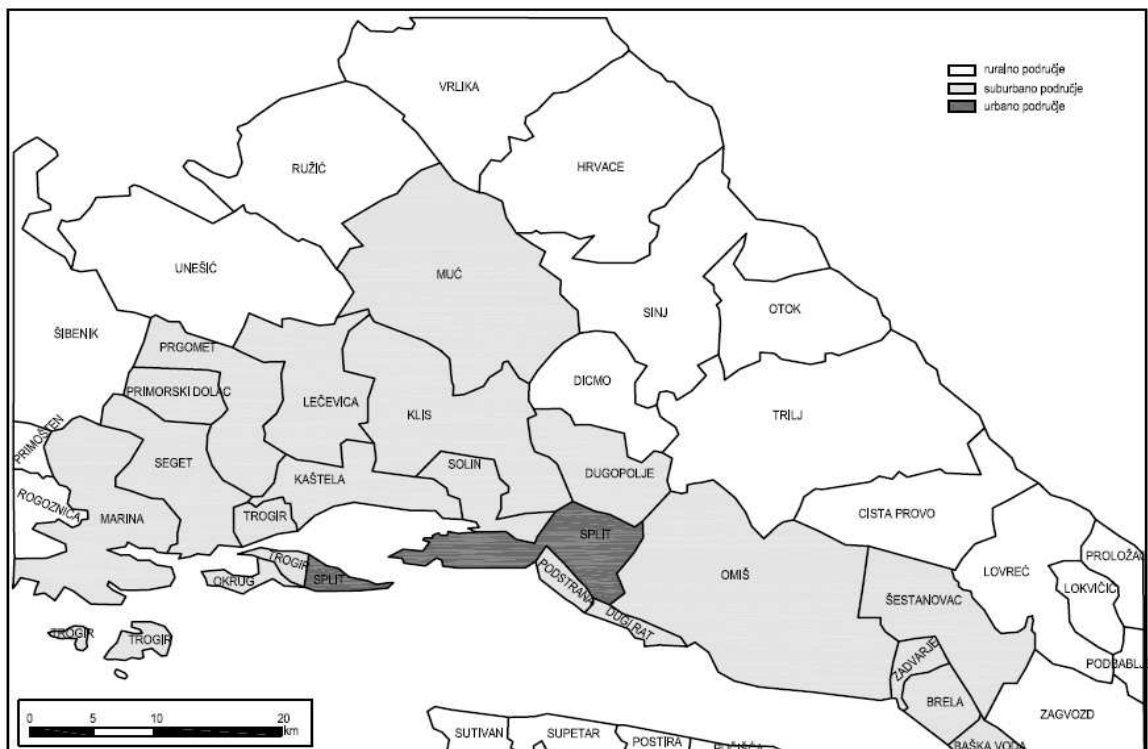 VRLIKA
ruralno područje
suburbano područje
urbano područje
RUŽIĆ
HRVACE
UNEŠIĆ
MUĆ
SINJ
OTOK
ŠIBENIK
PRGOMET
PRIMORSKI DOLAC
LEČEVICA
KLIS
DICMO
TRILJ
PRIMOŠTEN
SEGET
SOLIN
DUGOPOLJE
KAŠTELA
ROGOZNICA
MARINA
TROGIR
CISTA PROVO
SPLIT
TROGIR
OKRUG
SPLIT
PODSTRANA
OMIŠ
LOVREĆ
PROLOŽAC
LOKVIČIĆ
ŠESTANOVAC
DUGI RAT
TROGIR
TROGIR
ZADVARJE
PODBABLJ
BRELA
ZAGVOZD
0 5 10 20
km
SUTIVAN
SUPETAR
POSTIRA
PUČIŠĆA
BAŠKA VODA